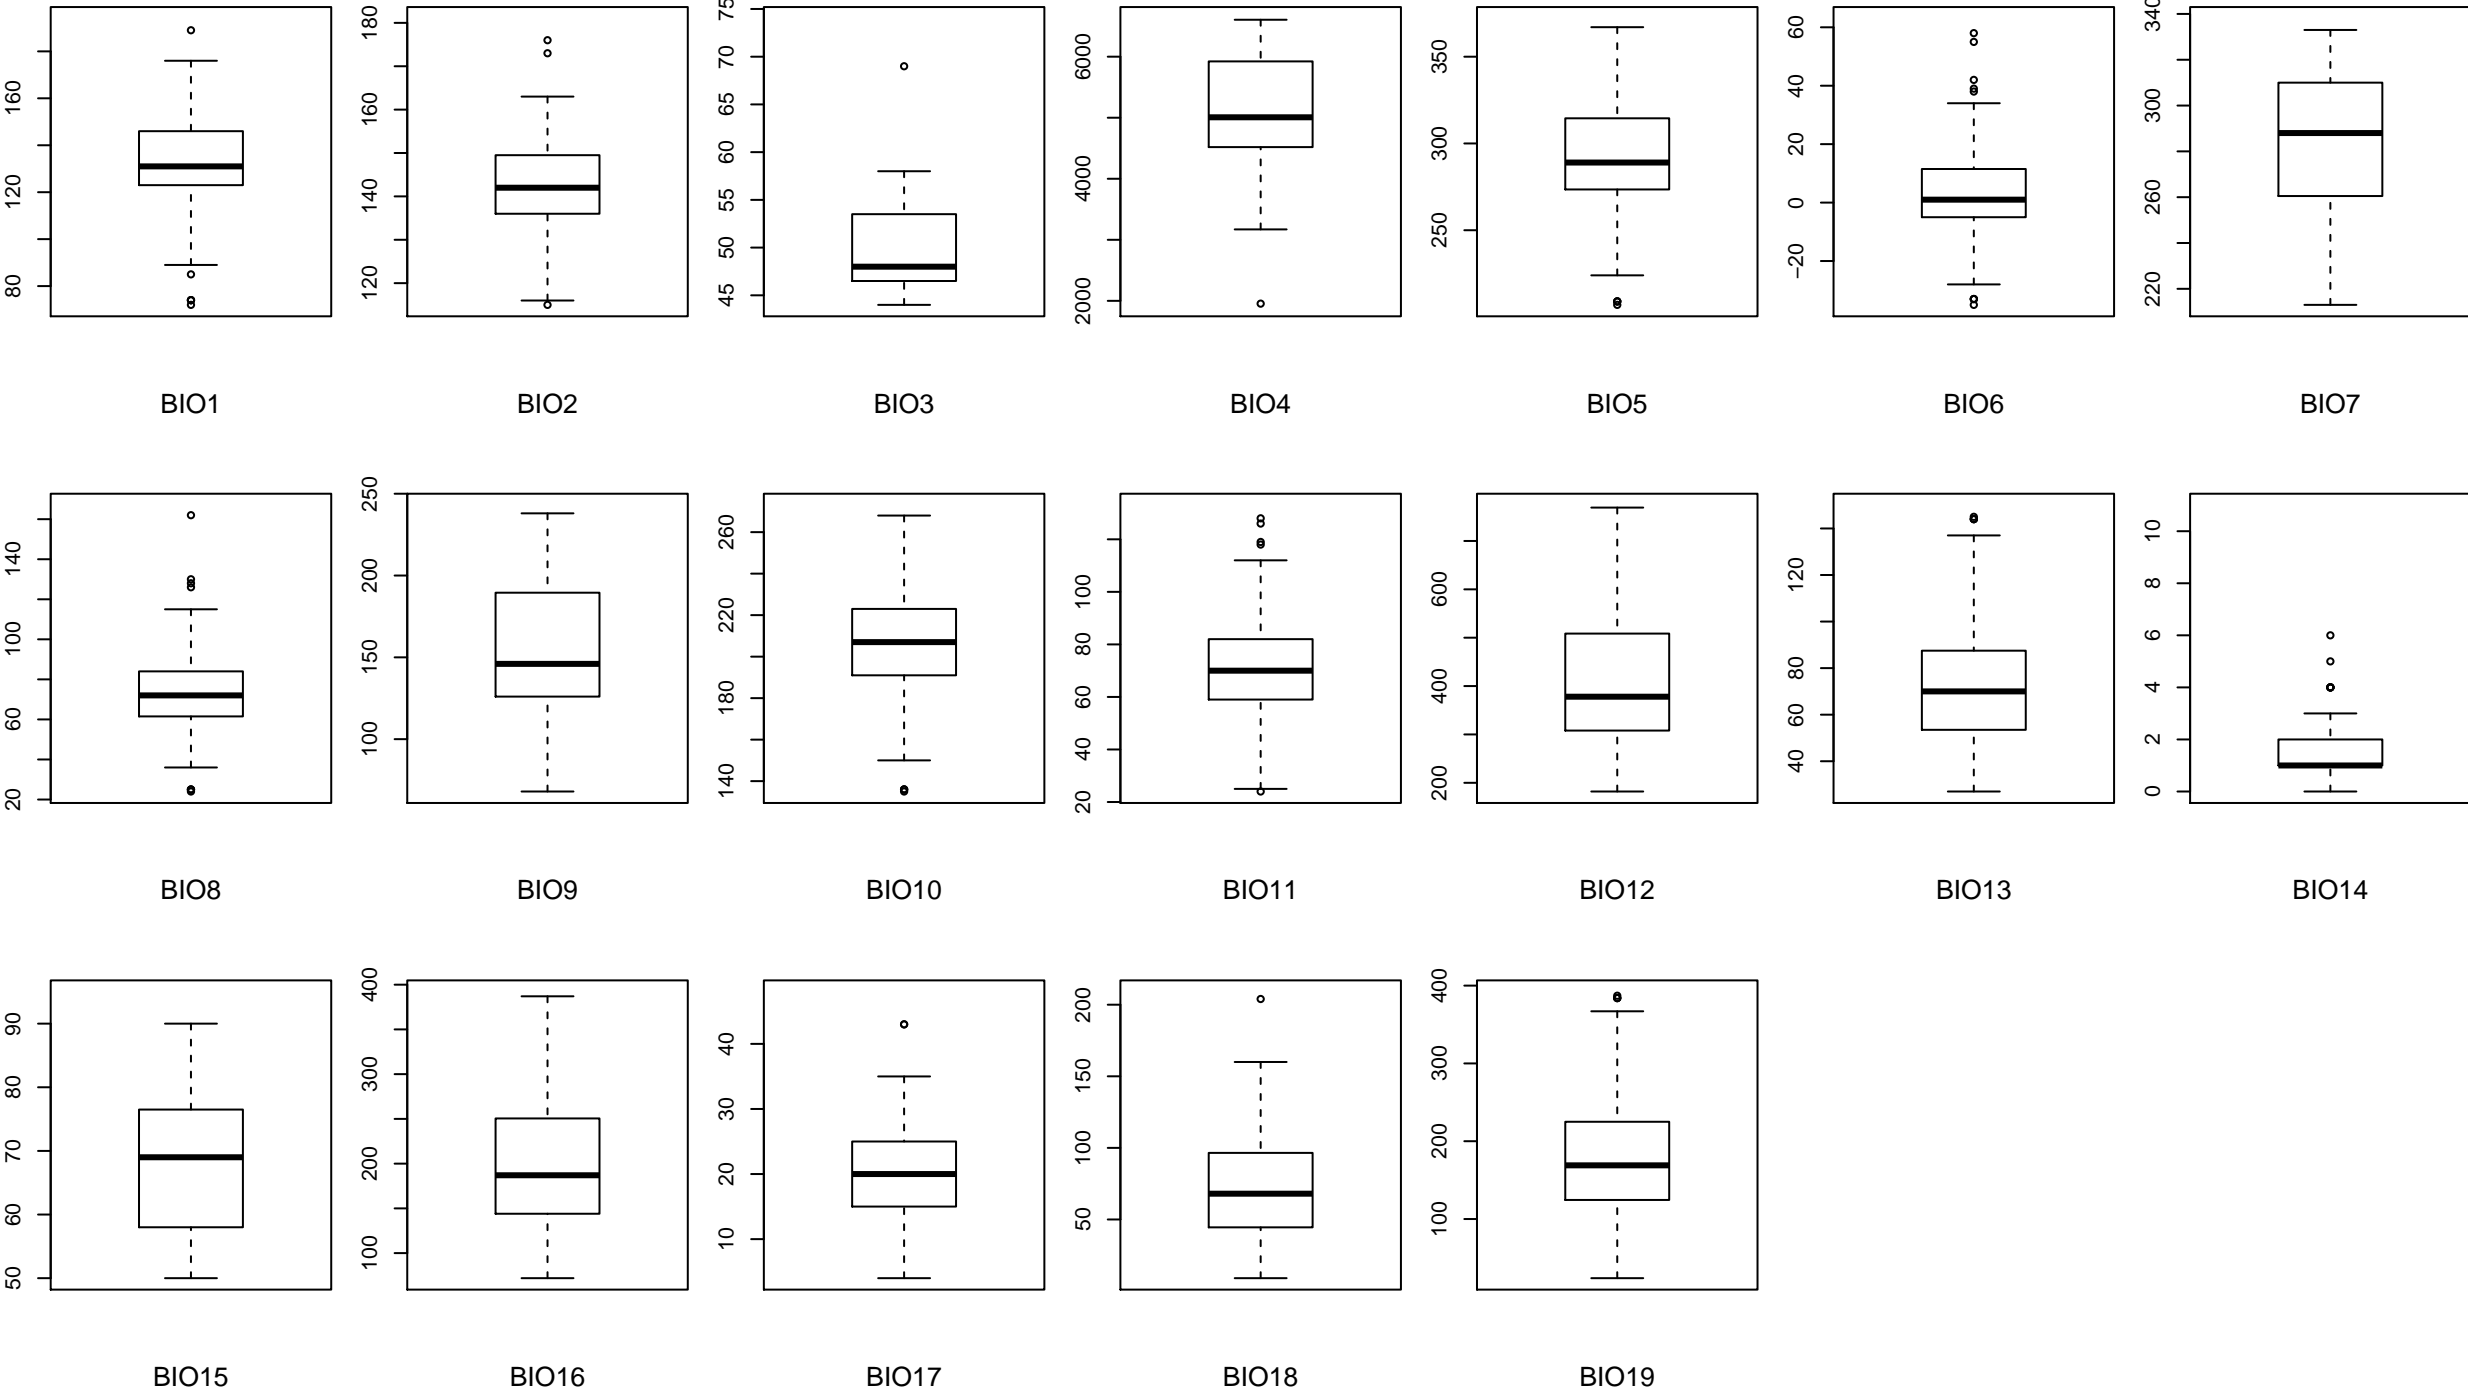 80 120 160
120 140 160 180
45 50 55 60 65 70 75
2000 4000 6000
250 300 350
−20 0 20 40 60
220 260 300 340
BIO1 BIO2 BIO3 BIO4 BIO5 BIO6 BIO7
20 60 100 140
100 150 200 250
140 180 220 260
20 40 60 80 100
200 400 600
40 60 80 120
0 2 4 6 8 10
BIO8 BIO9 BIO10 BIO11 BIO12 BIO13 BIO14
50 60 70 80 90
100 200 300 400
10 20 30 40
50 100 150 200
100 200 300 400
BIO15 BIO16 BIO17 BIO18 BIO19